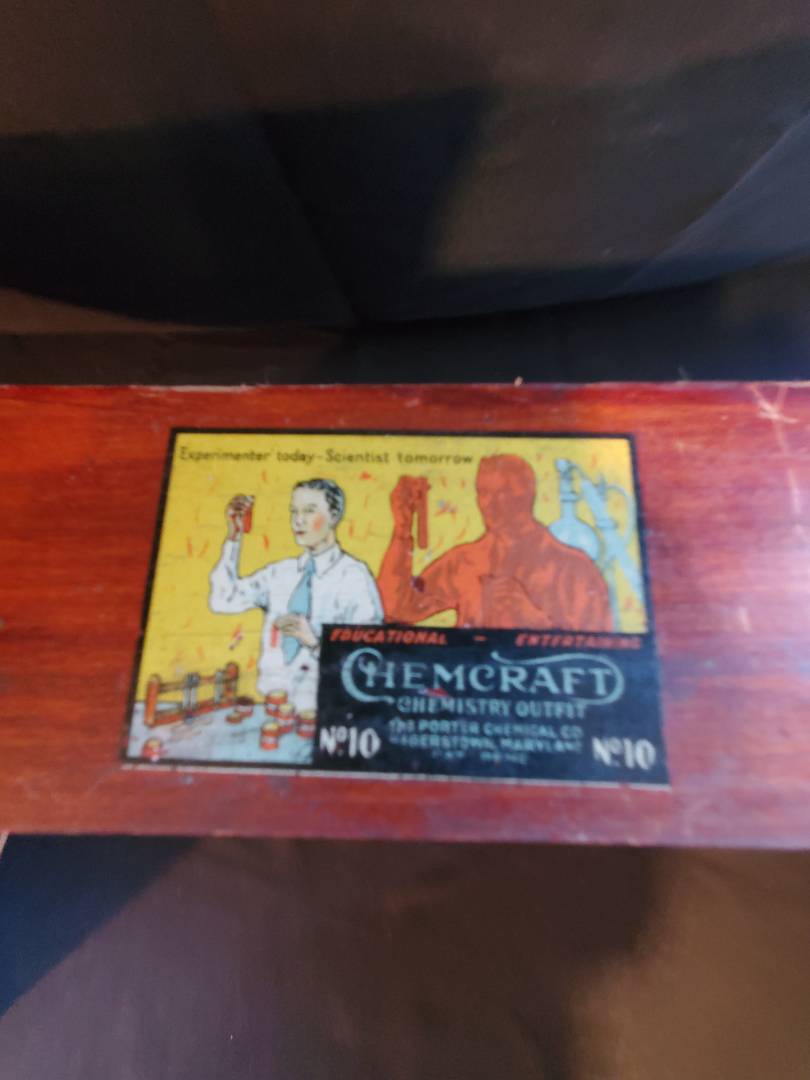 Experimenter today-Scientist tomorrow
EDUCATIONAL - ENTERTAINING
CHEMCRAFT
CHEMISTRY OUTFIT
THE PORTER CHEMICAL CO.
HAGERSTOWN, MARYLAND
Nº10
Nº10